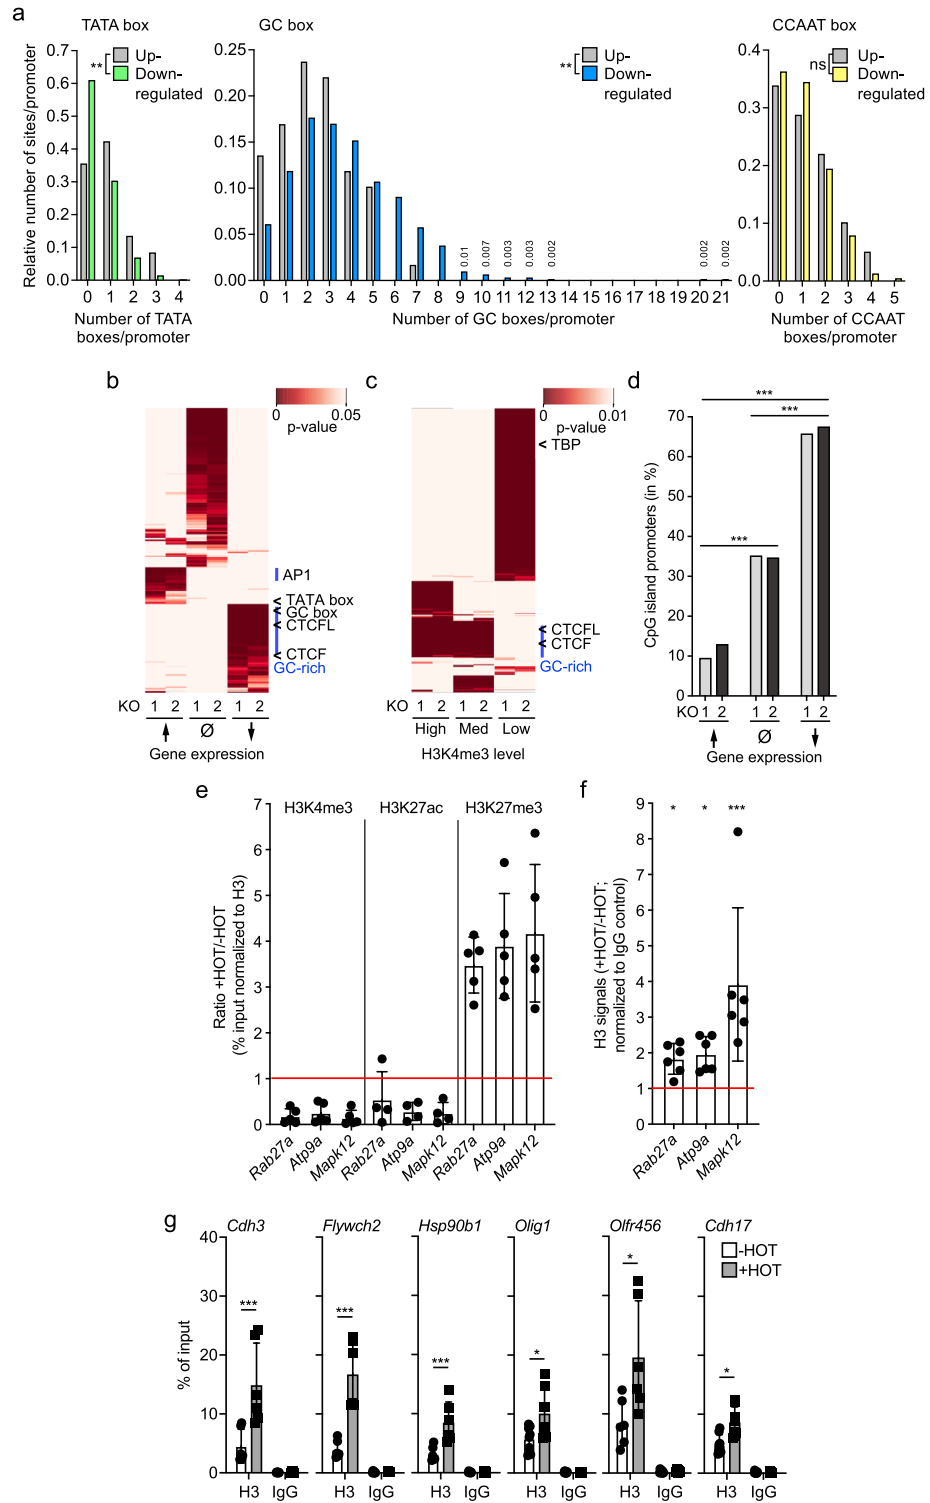 a
TATA box
GC box
CCAAT box
Relative number of sites/promoter
0.7
0.6
0.5
0.4
0.3
0.2
0.1
0.0
** Up-
Down-
regulated
0 1 2 3 4
Number of TATA
boxes/promoter
0.25
0.20
0.15
0.10
0.05
0.00
** Up-
Down-
regulated
0.01 0.007 0.003 0.003 0.002 0.002 0.002
0 1 2 3 4 5 6 7 8 9 10 11 12 13 14 15 16 17 18 19 20 21
Number of GC boxes/promoter
0.4
0.3
0.2
0.1
0.0
ns Up-
Down-
regulated
0 1 2 3 4 5
Number of CCAAT
boxes/promoter
b
0 0.05
p-value
AP1
TATA box
GC box
CTCFL
CTCF
GC-rich
KO 1 2 1 2 1 2
Ø
Gene expression
c
0 0.01
p-value
TBP
CTCFL
CTCF
GC-rich
1 2 1 2 1 2
High Med Low
H3K4me3 level
d
CpG island promoters (in %)
70
60
50
40
30
20
10
0
***
***
***
KO 1 2 1 2 1 2
Ø
Gene expression
e
Ratio +HOT/-HOT
(% input normalized to H3)
7
6
5
4
3
2
1
0
H3K4me3 H3K27ac H3K27me3
Rab27a Atp9a Mapk12 Rab27a Atp9a Mapk12 Rab27a Atp9a Mapk12
f
H3 signals (+HOT/-HOT;
normalized to IgG control)
9
8
7
6
5
4
3
2
1
0
* * ***
Rab27a Atp9a Mapk12
g
Cdh3 Flywch2 Hsp90b1 Olig1 Olfr456 Cdh17
% of input
40
30
20
10
0
-HOT
+HOT
*** *** *** * * *
H3 IgG H3 IgG H3 IgG H3 IgG H3 IgG H3 IgG